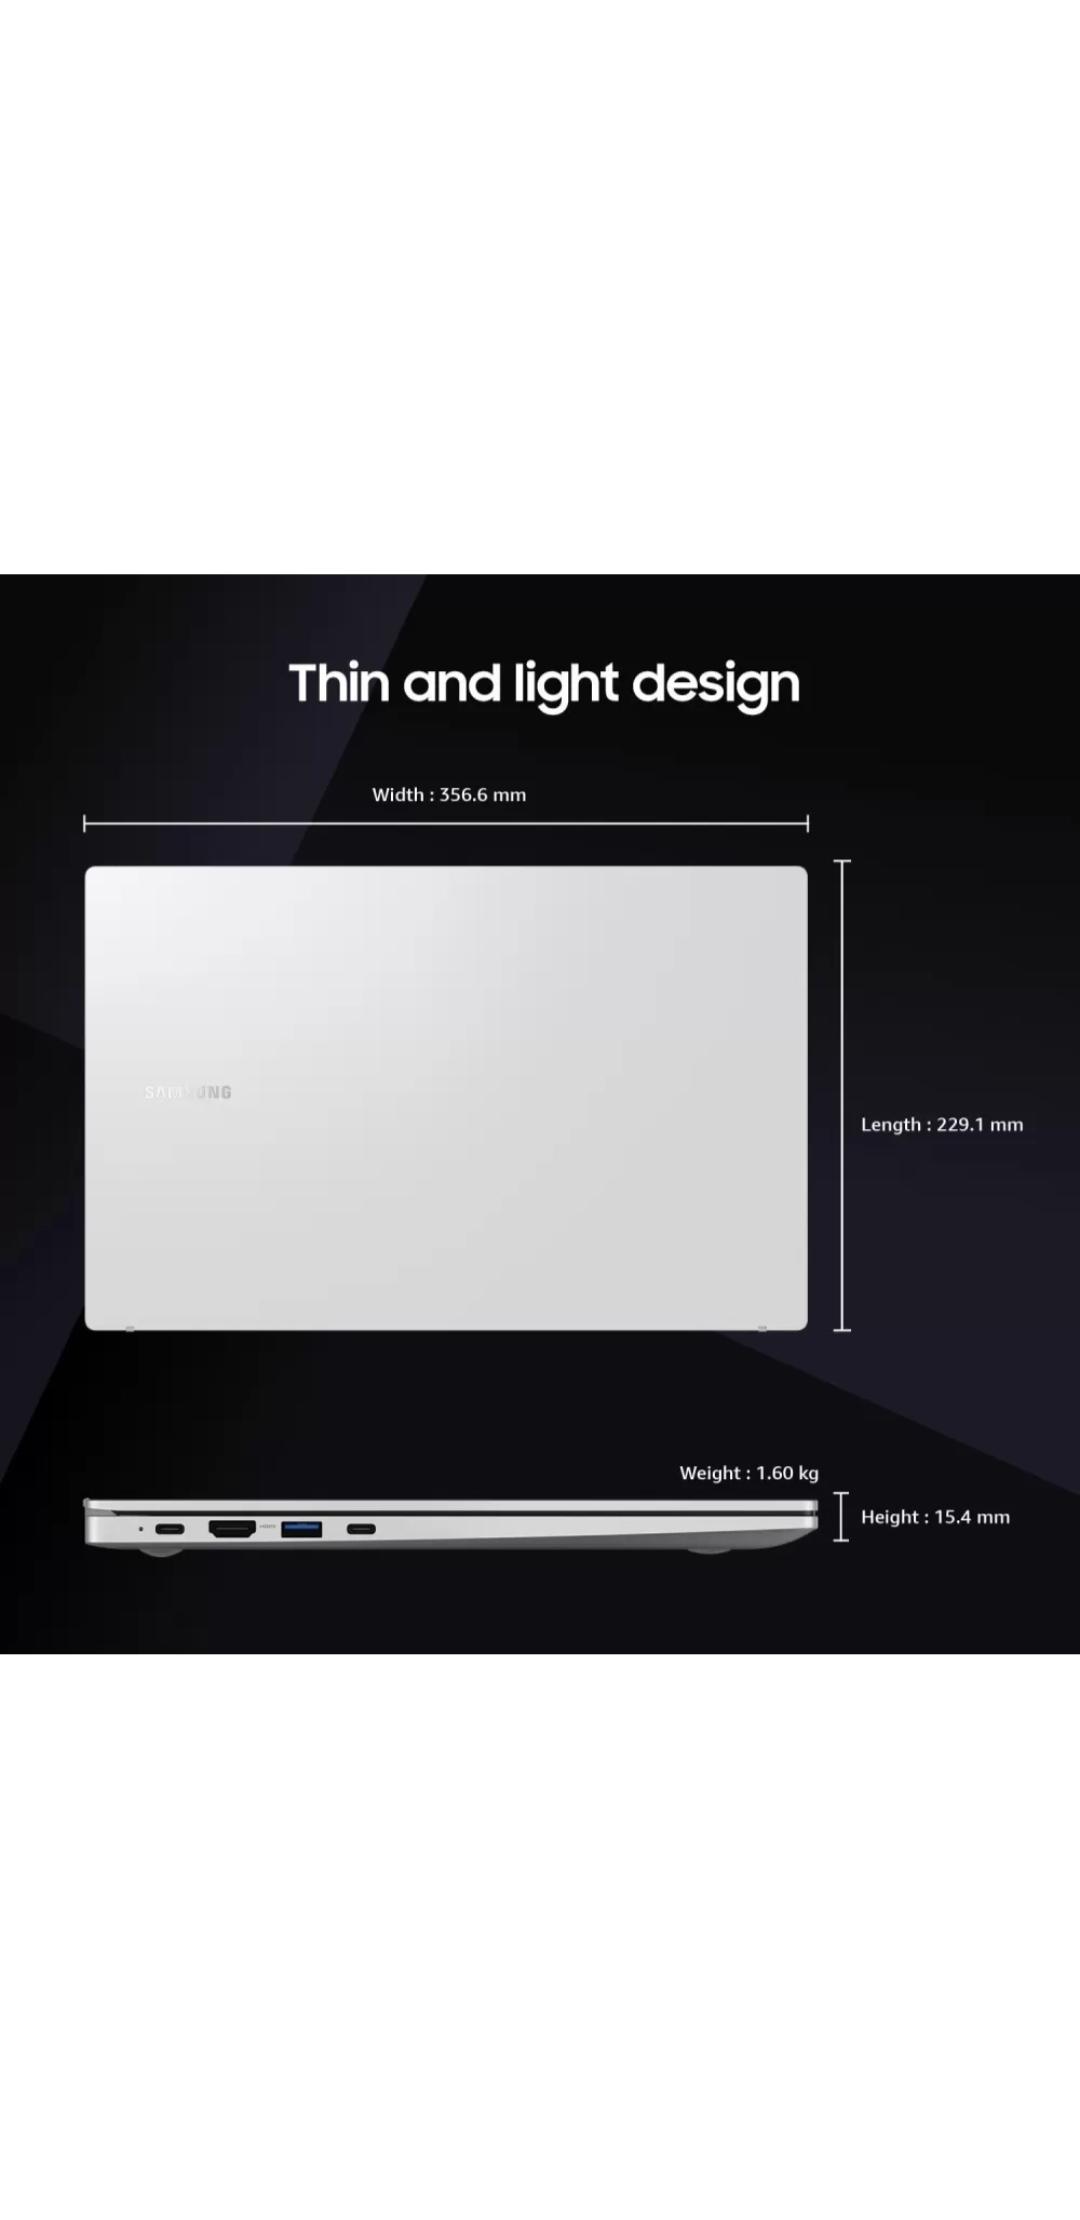 Thin and light design
Width : 356.6 mm
SAMSUNG
Length : 229.1 mm
Weight : 1.60 kg
Height : 15.4 mm